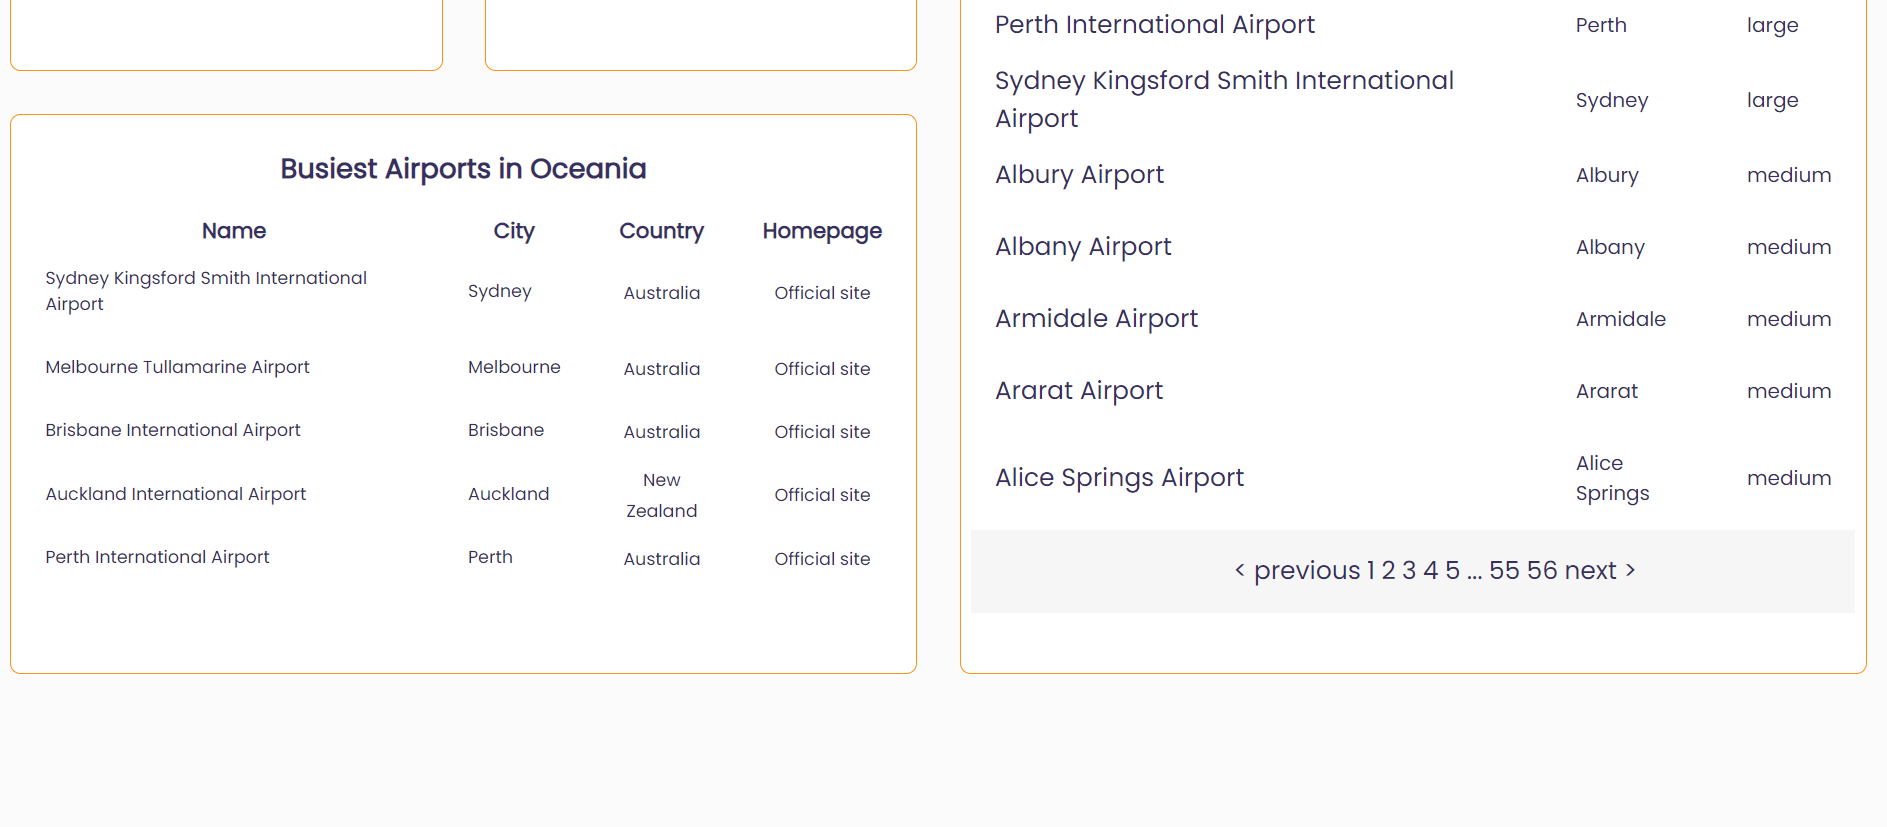 Busiest Airports in Oceania
Name City Country Homepage
Sydney Kingsford Smith International
Airport
Sydney Australia Official site
Melbourne Tullamarine Airport Melbourne Australia Official site
Brisbane International Airport Brisbane Australia Official site
Auckland International Airport Auckland New
Zealand Official site
Perth International Airport Perth Australia Official site
Perth International Airport Perth large
Sydney Kingsford Smith International
Airport
Sydney large
Albury Airport Albury medium
Albany Airport Albany medium
Armidale Airport Armidale medium
Ararat Airport Ararat medium
Alice Springs Airport Alice
Springs medium
< previous 1 2 3 4 5 ... 55 56 next >